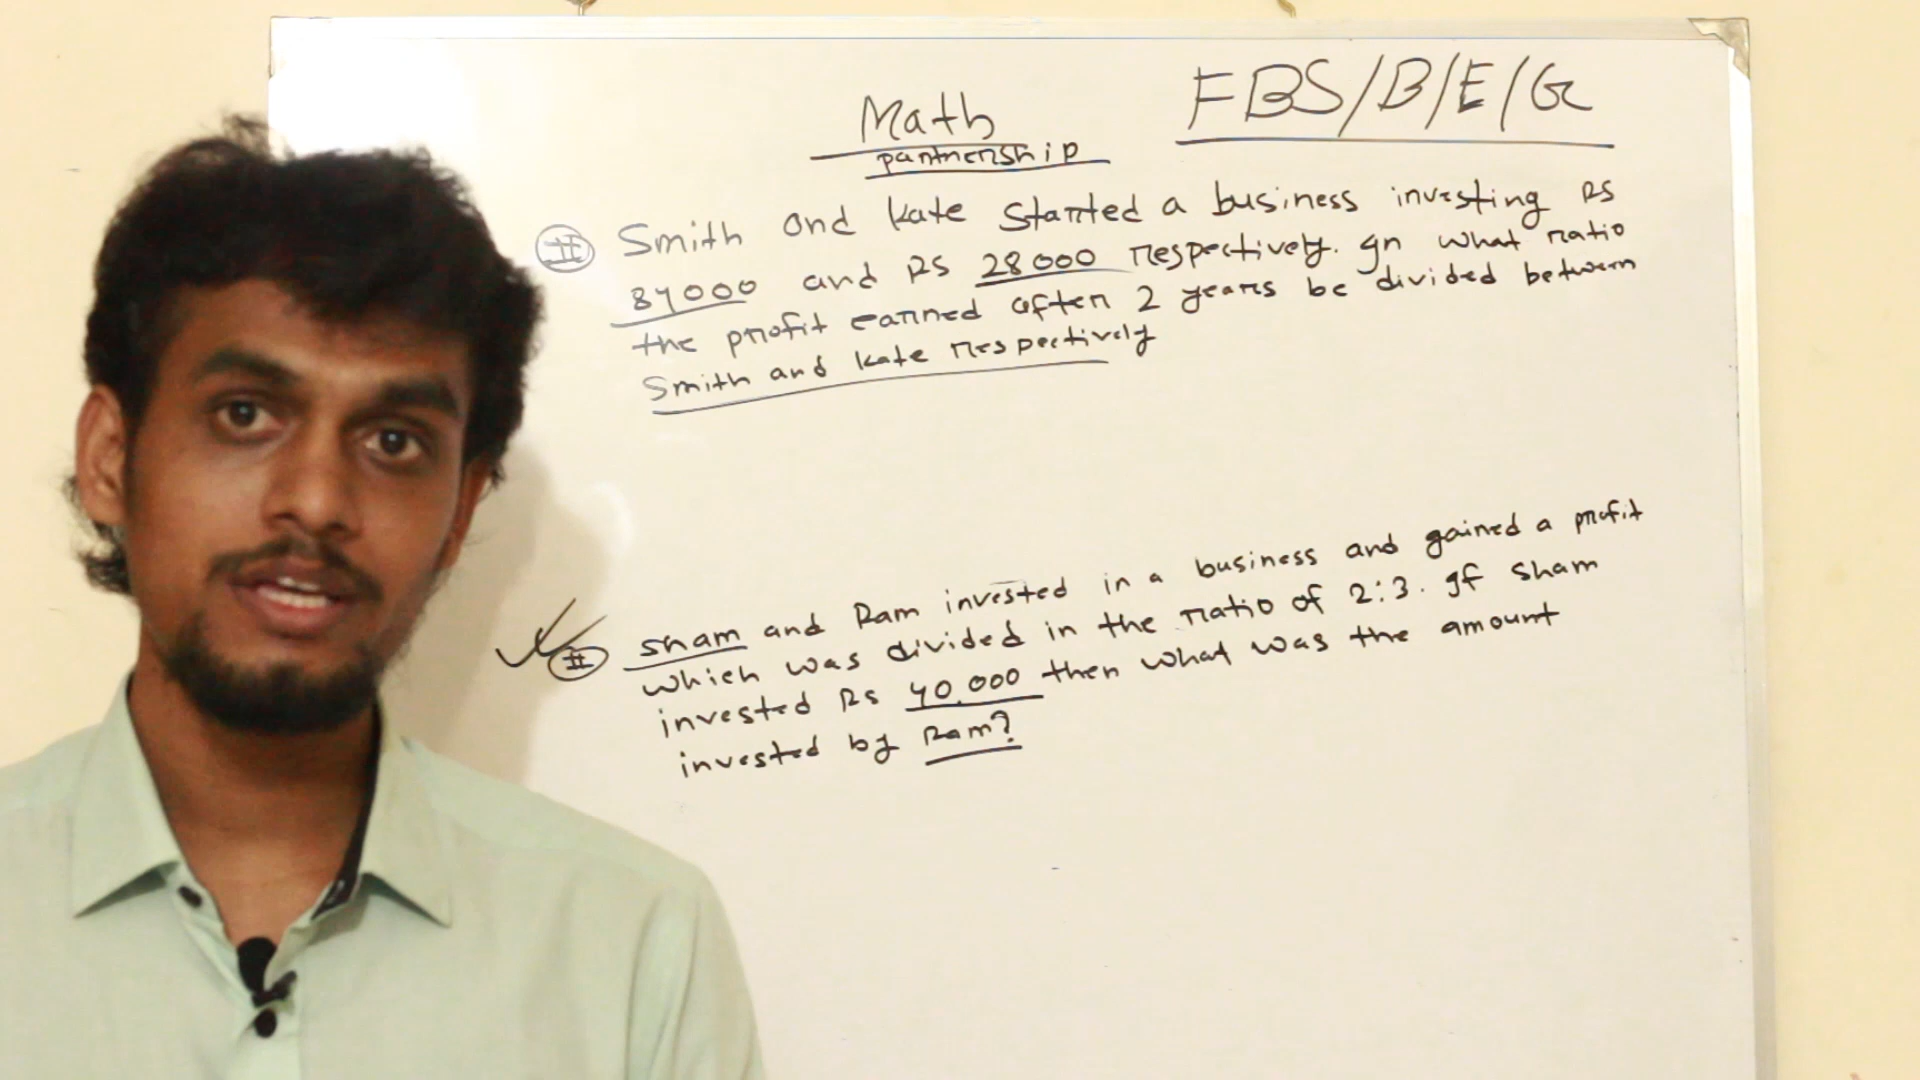 Math
partnership
FBS/B/E/G
II Smith and Kate started a business investing RS
84000 and RS 28000 respectively. In what ratio
the profit earned after 2 years be divided between
Smith and Kate respectively
II sham and Ram invested in a business and gained a profit
which was divided in the ratio of 2:3. If sham
invested Rs 40,000 then what was the amount
invested by Ram?